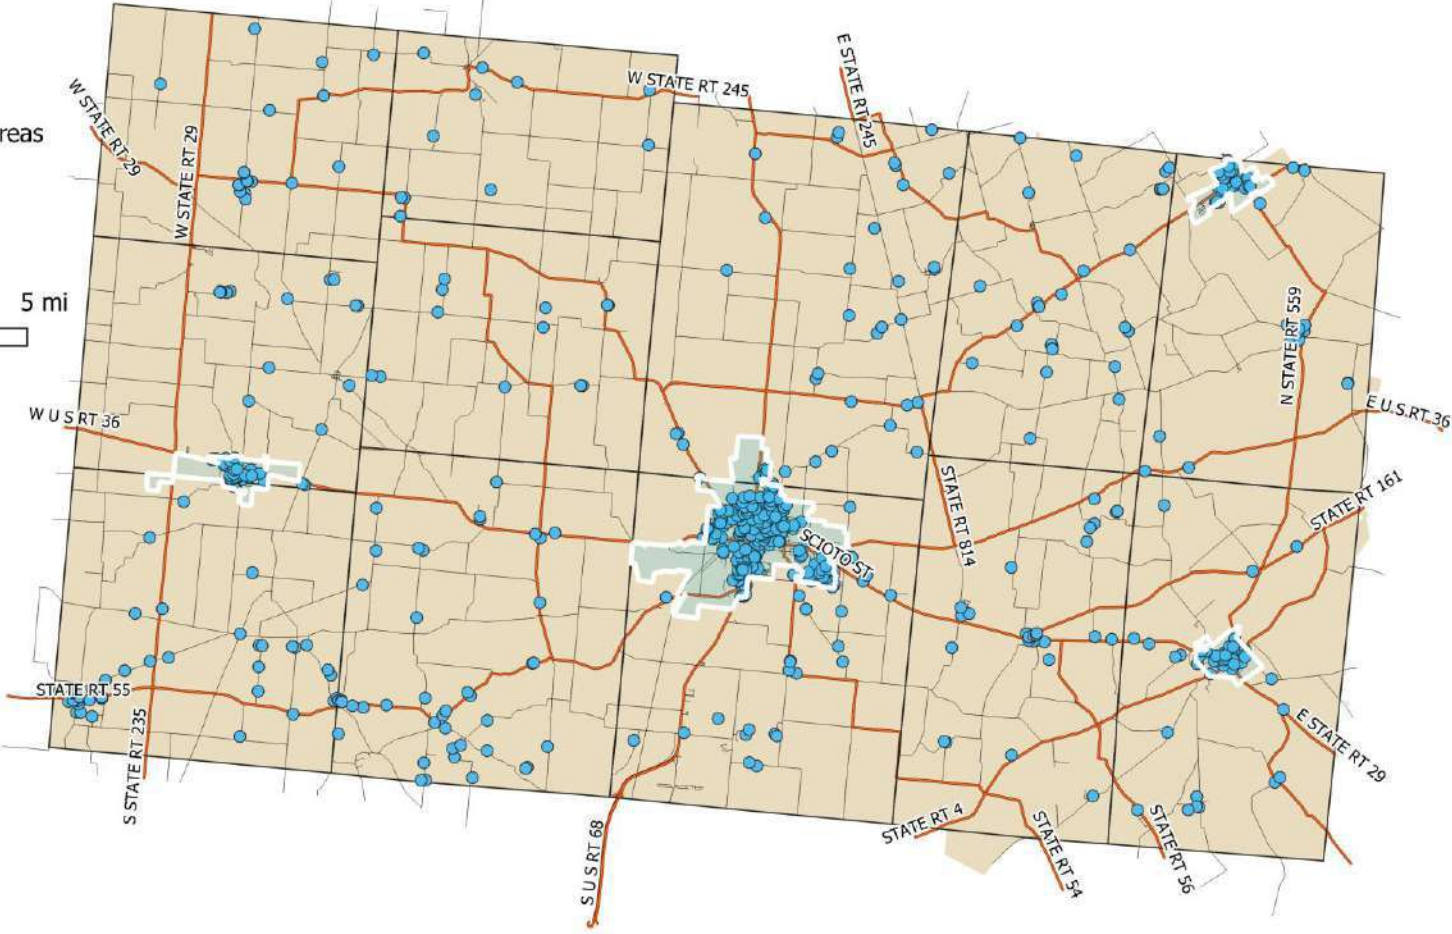 W STATE RT 245
E STATE RT 245
reas
W STATE RT 29
W STATE RT 29
5 mi
N STATE RT 559
W U S RT 36
E U.S.RT. 36
STATE RT 814
STATE RT 161
SCIOTO ST
STATE RT 55
S STATE RT 235
E STATE RT 29
S U S RT 68
STATE RT 4
STATE RT 54
STATE RT 56